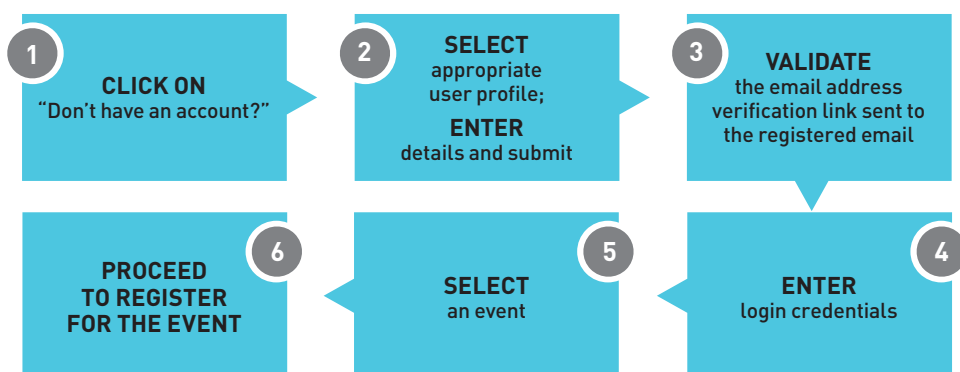 1
CLICK ON
“Don’t have an account?”
2
SELECT
appropriate
user profile;
ENTER
details and submit
3
VALIDATE
the email address
verification link sent to
the registered email
4
ENTER
login credentials
5
SELECT
an event
6
PROCEED
TO REGISTER
FOR THE EVENT